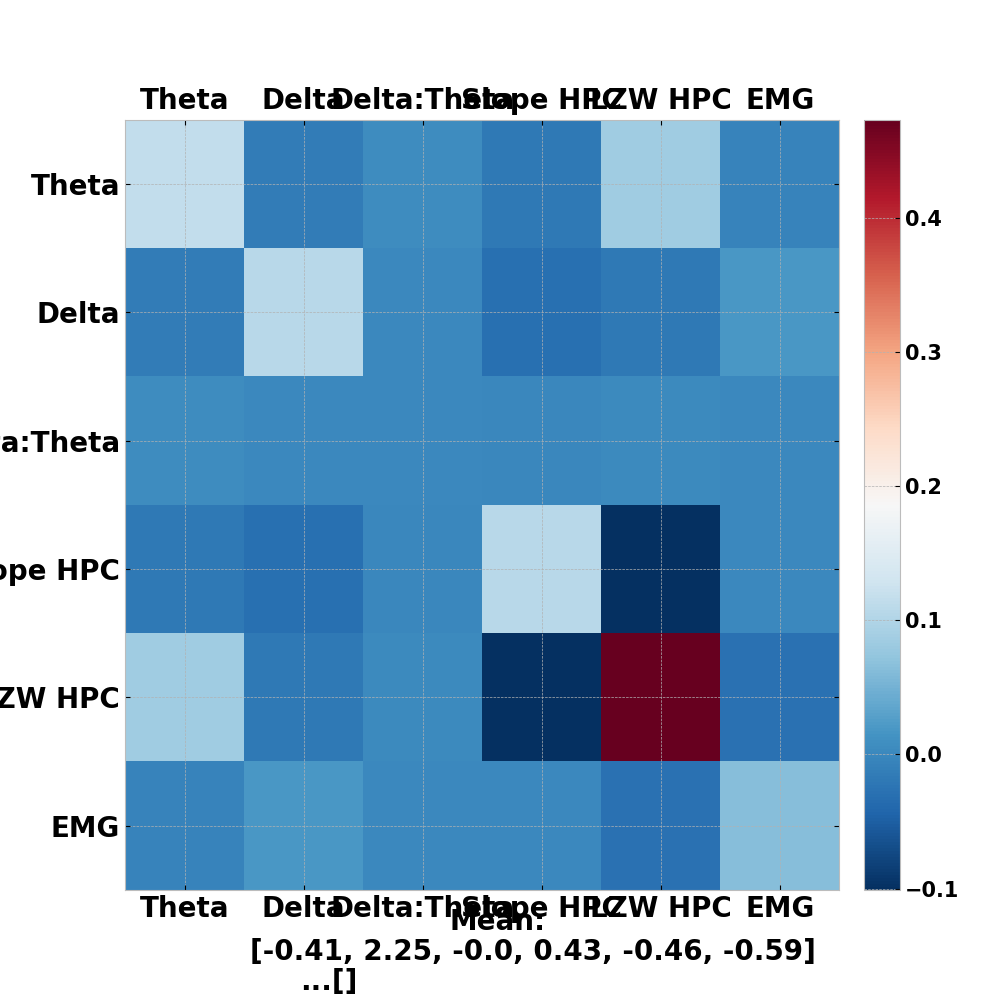 Theta Delta Delta:Theta Slope HPC LZW HPC EMG
Theta
Delta
a:Theta
ope HPC
ZW HPC
EMG
0.4
0.3
0.2
0.1
0.0
−0.1
Theta Delta Delta:Theta Slope HPC LZW HPC EMG
Mean:
[-0.41, 2.25, -0.0, 0.43, -0.46, -0.59]
...[]